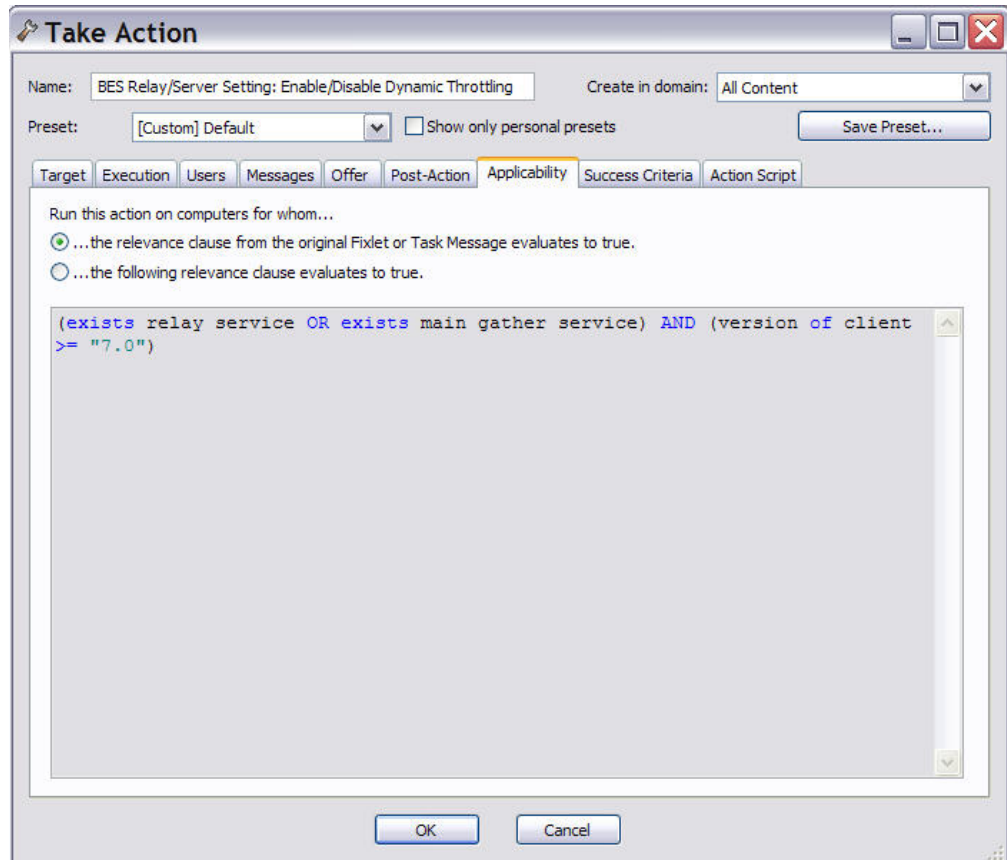 Take Action
Name: BES Relay/Server Setting: Enable/Disable Dynamic Throttling Create in domain: All Content
Preset: [Custom] Default Show only personal presets Save Preset...
Target Execution Users Messages Offer Post-Action Applicability Success Criteria Action Script
Run this action on computers for whom...
...the relevance clause from the original Fixlet or Task Message evaluates to true.
...the following relevance clause evaluates to true.
(exists relay service OR exists main gather service) AND (version of client
>= "7.0")
OK Cancel